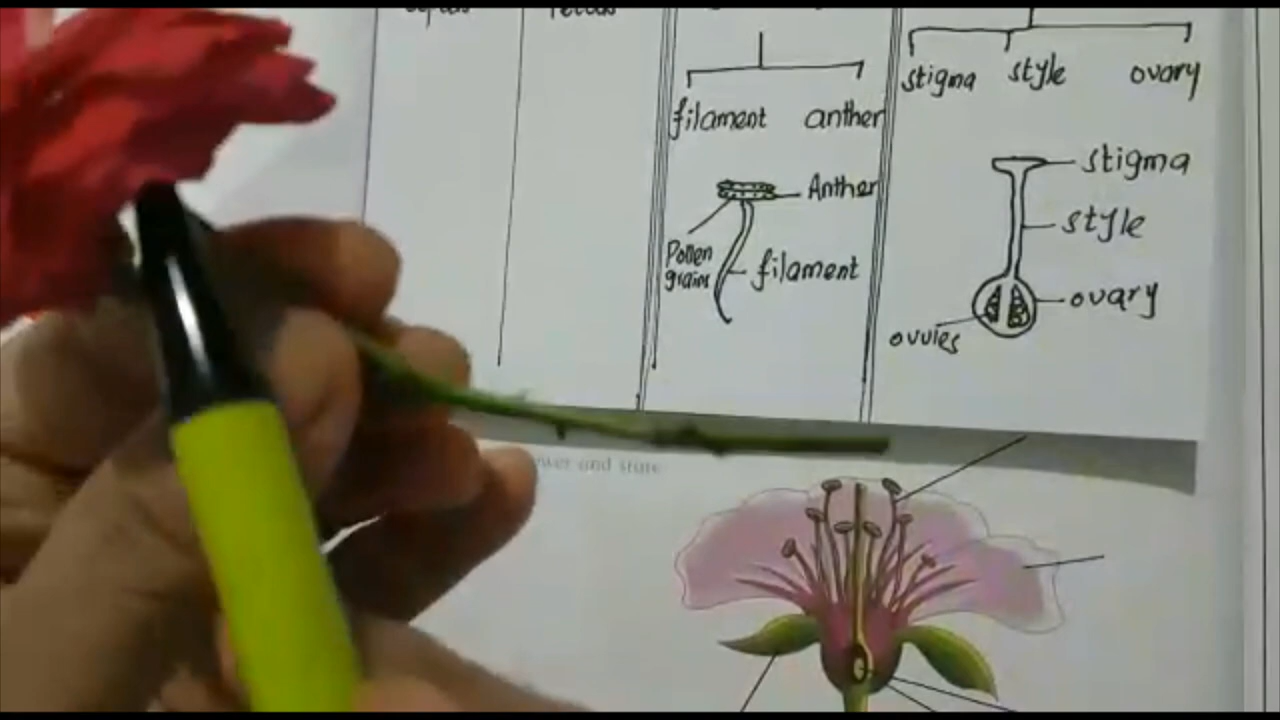 filament anther
stigma style ovary
Anther
Pollen
grains
filament
stigma
style
ovary
ovules